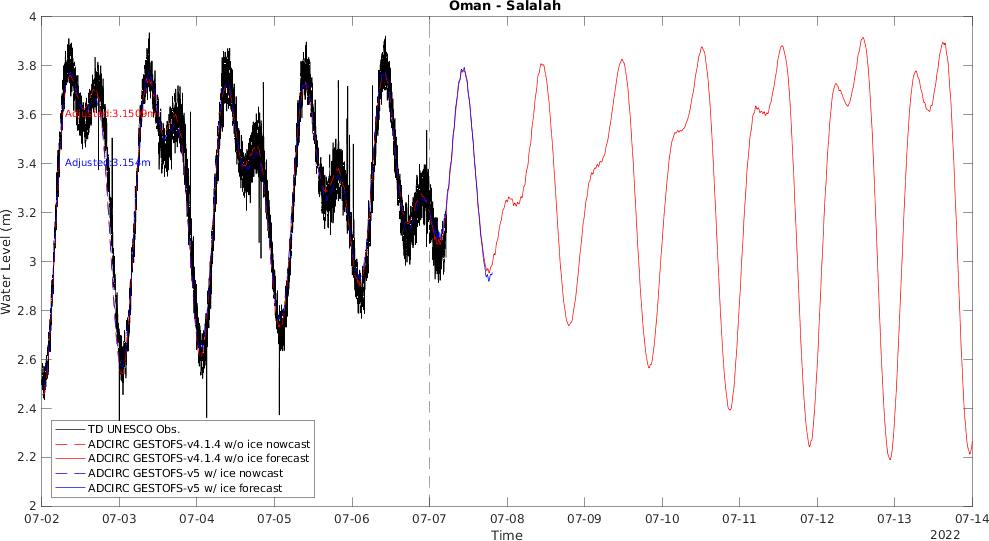 Oman - Salalah
4
3.8
3.6
3.4
3.2
3
2.8
2.6
2.4
2.2
2
Water Level (m)
Adjusted:3.1509m
Adjusted:3.154m
TD UNESCO Obs.
ADCIRC GESTOFS-v4.1.4 w/o ice nowcast
ADCIRC GESTOFS-v4.1.4 w/o ice forecast
ADCIRC GESTOFS-v5 w/ ice nowcast
ADCIRC GESTOFS-v5 w/ ice forecast
07-02 07-03 07-04 07-05 07-06 07-07 07-08 07-09 07-10 07-11 07-12 07-13 07-14
Time
2022